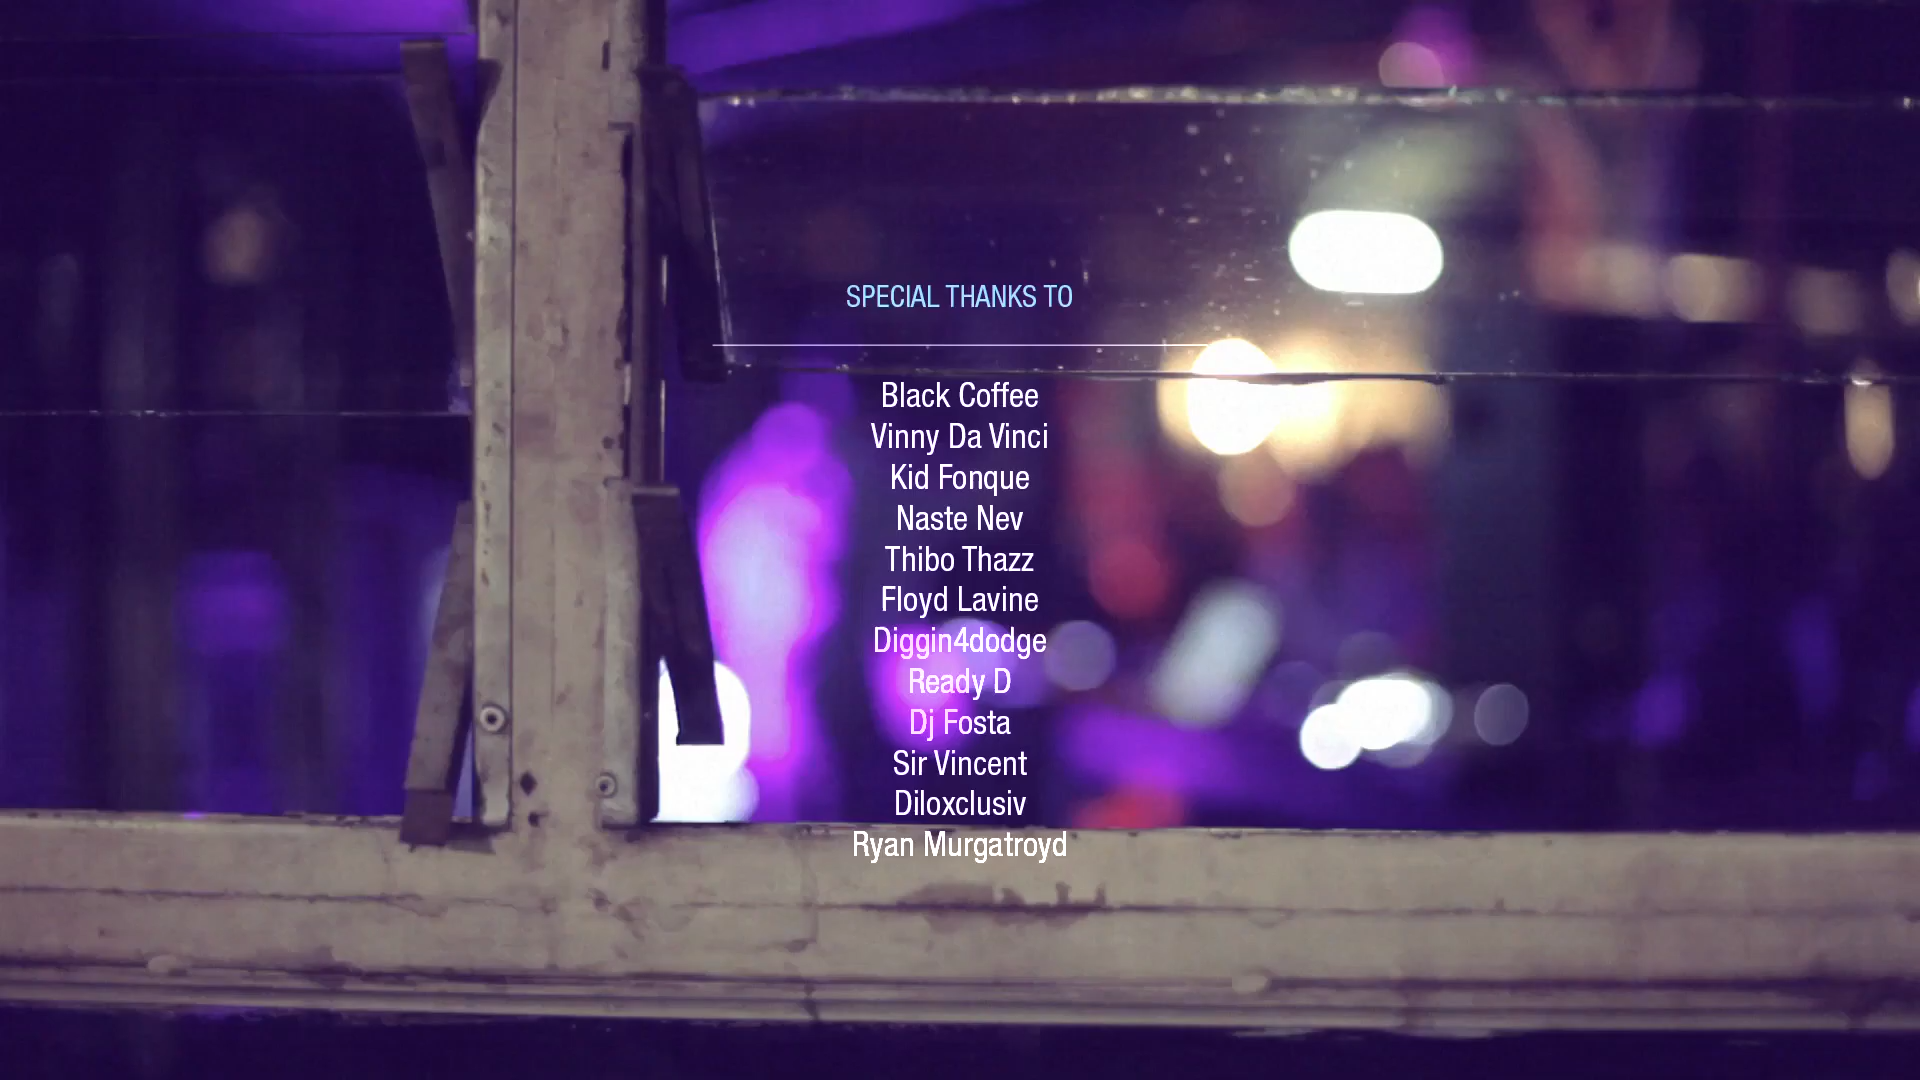 SPECIAL THANKS TO
Black Coffee
Vinny Da Vinci
Kid Fonque
Naste Nev
Thibo Thazz
Floyd Lavine
Diggin4dodge
Ready D
Dj Fosta
Sir Vincent
Diloxclusiv
Ryan Murgatroyd